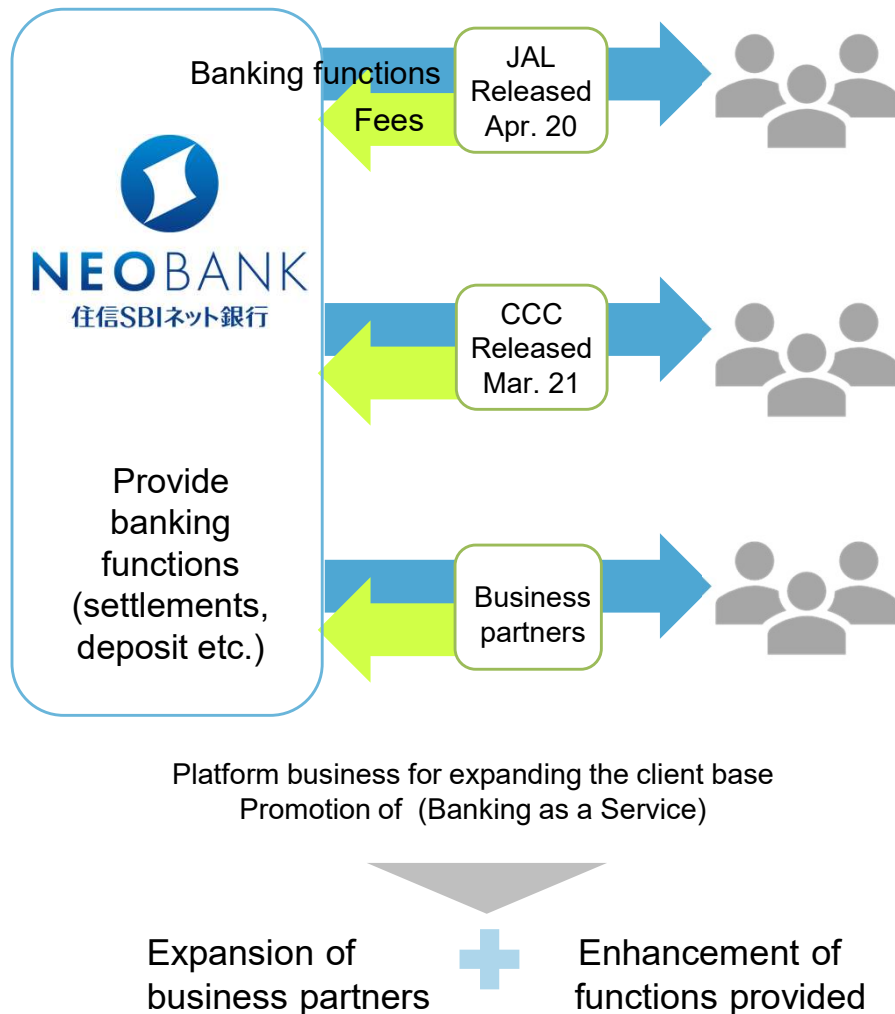 Banking functions
Fees
JAL
Released
Apr. 20
NEOBANK
住信SBIネット銀行
CCC
Released
Mar. 21
Provide
banking
functions
(settlements,
deposit etc.)
Business
partners
Platform business for expanding the client base
Promotion of (Banking as a Service)
Expansion of
business partners
Enhancement of
functions provided